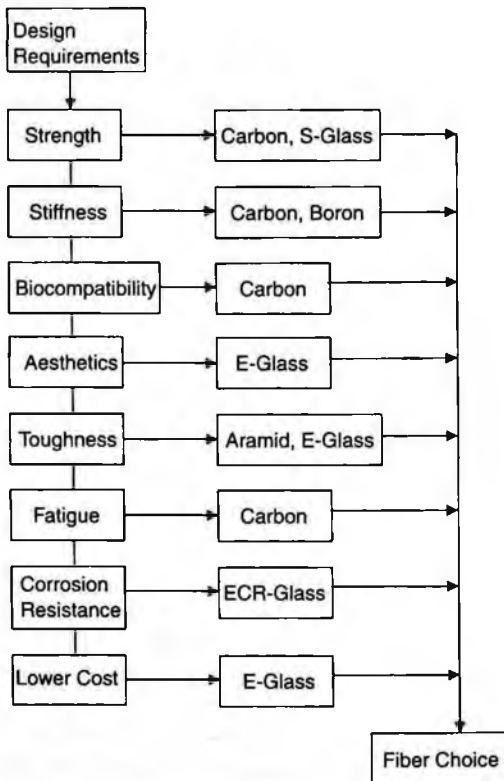 Design
Requirements
Strength
Carbon, S-Glass
Stiffness
Carbon, Boron
Biocompatibility
Carbon
Aesthetics
E-Glass
Toughness
Aramid, E-Glass
Fatigue
Carbon
Corrosion
Resistance
ECR-Glass
Lower Cost
E-Glass
Fiber Choice